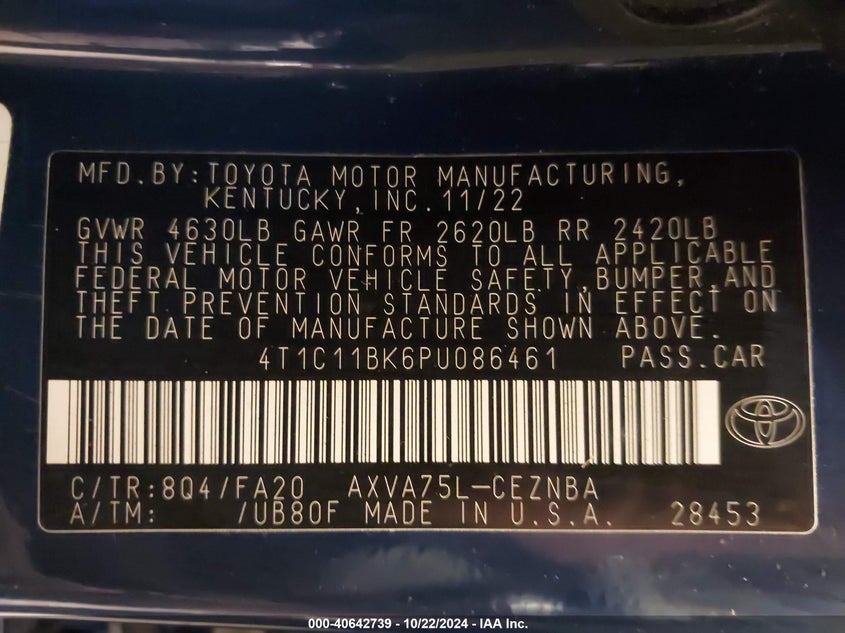 MFD.BY:TOYOTA MOTOR MANUFACTURING,
KENTUCKY,INC.11/22
GVWR 4630LB GAWR FR 2620LB RR 2420LB
THIS VEHICLE CONFORMS TO ALL APPLICABLE
FEDERAL MOTOR VEHICLE SAFETY,BUMPER,AND
THEFT PREVENTION STANDARDS IN EFFECT ON
THE DATE OF MANUFACTURE SHOWN ABOVE.
4T1C11BK6PU086461 PASS.CAR
C/TR:8Q4/FA20 AXVA75L-CEZNBA
A/TM: /UB80F MADE IN U.S.A. 28453
000-40642739 - 10/22/2024 - IAA Inc.